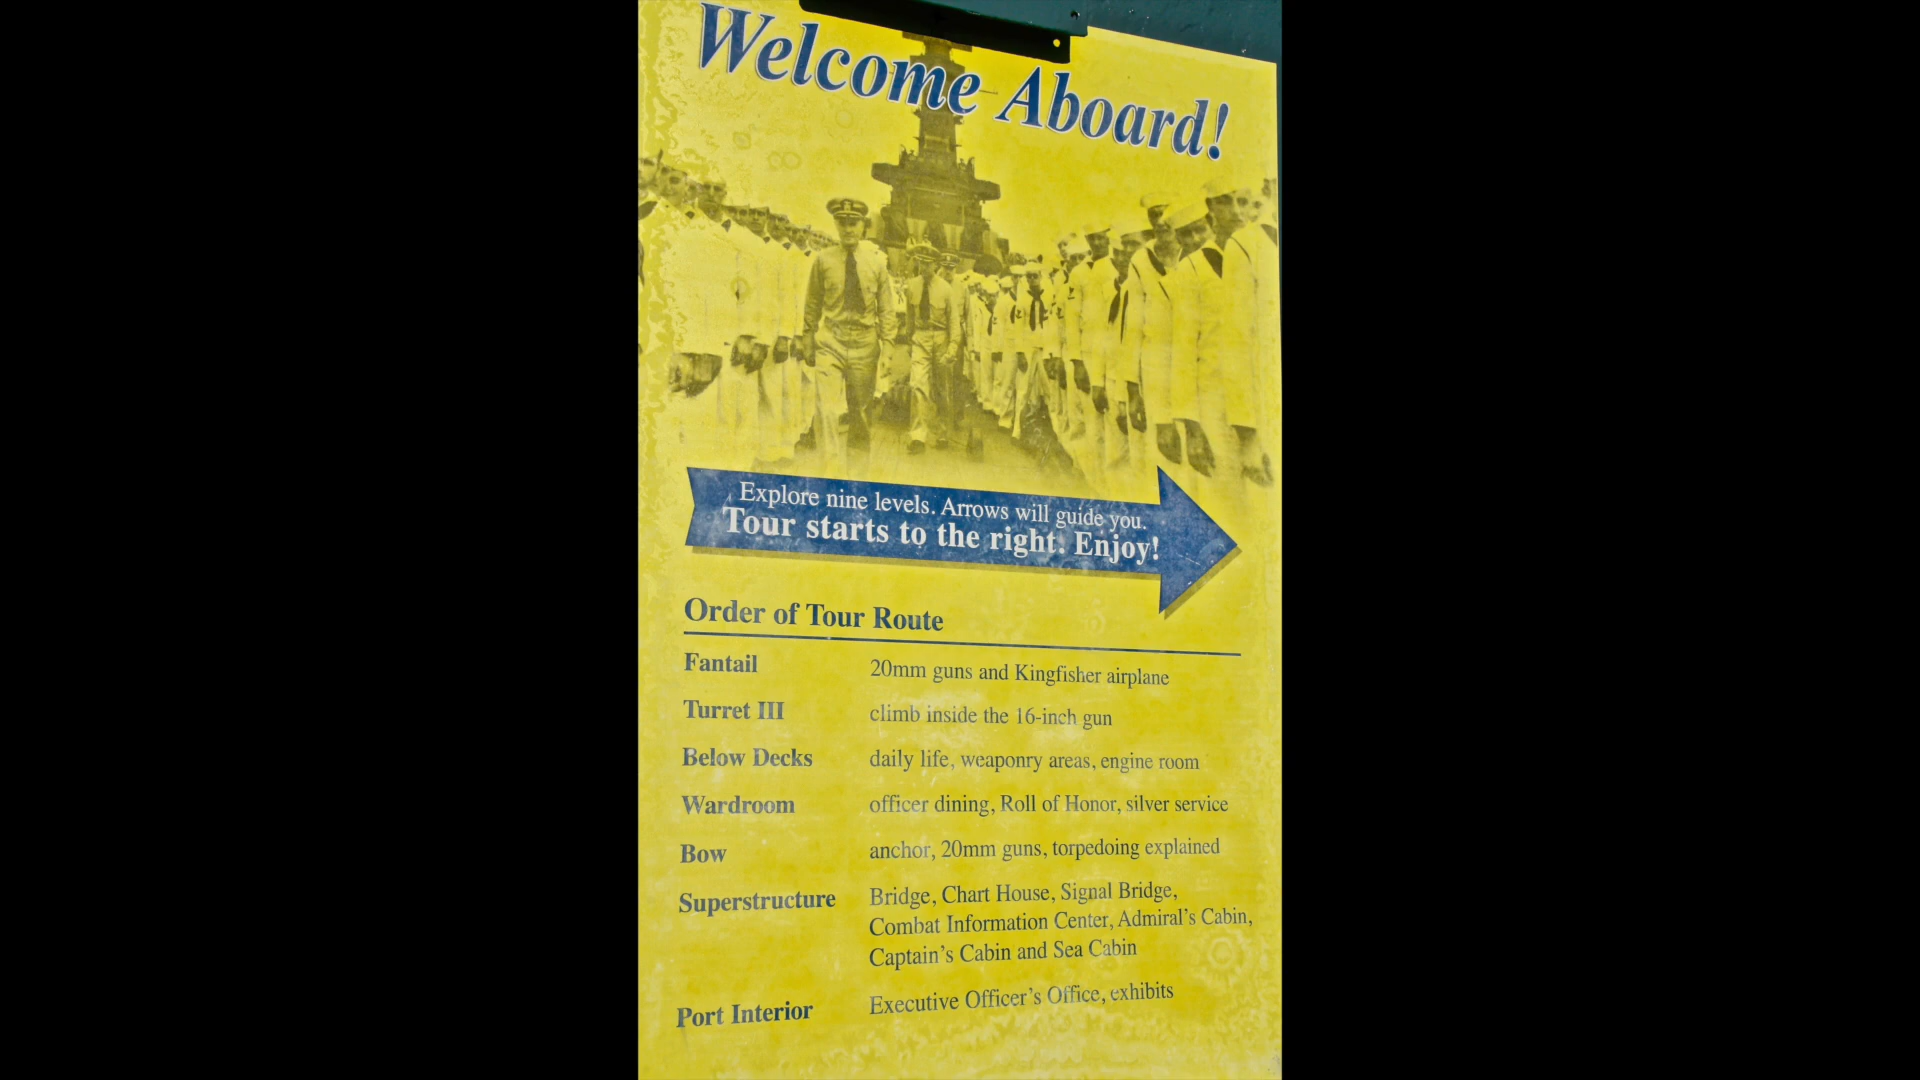 Welcome Aboard!
Explore nine levels. Arrows will guide you.
Tour starts to the right. Enjoy!
Order of Tour Route
Fantail 20mm guns and Kingfisher airplane
Turret III climb inside the 16-inch gun
Below Decks daily life, weaponry areas, engine room
Wardroom officer dining, Roll of Honor, silver service
Bow anchor, 20mm guns, torpedoing explained
Superstructure Bridge, Chart House, Signal Bridge,
Combat Information Center, Admiral's Cabin,
Captain's Cabin and Sea Cabin
Port Interior Executive Officer's Office, exhibits